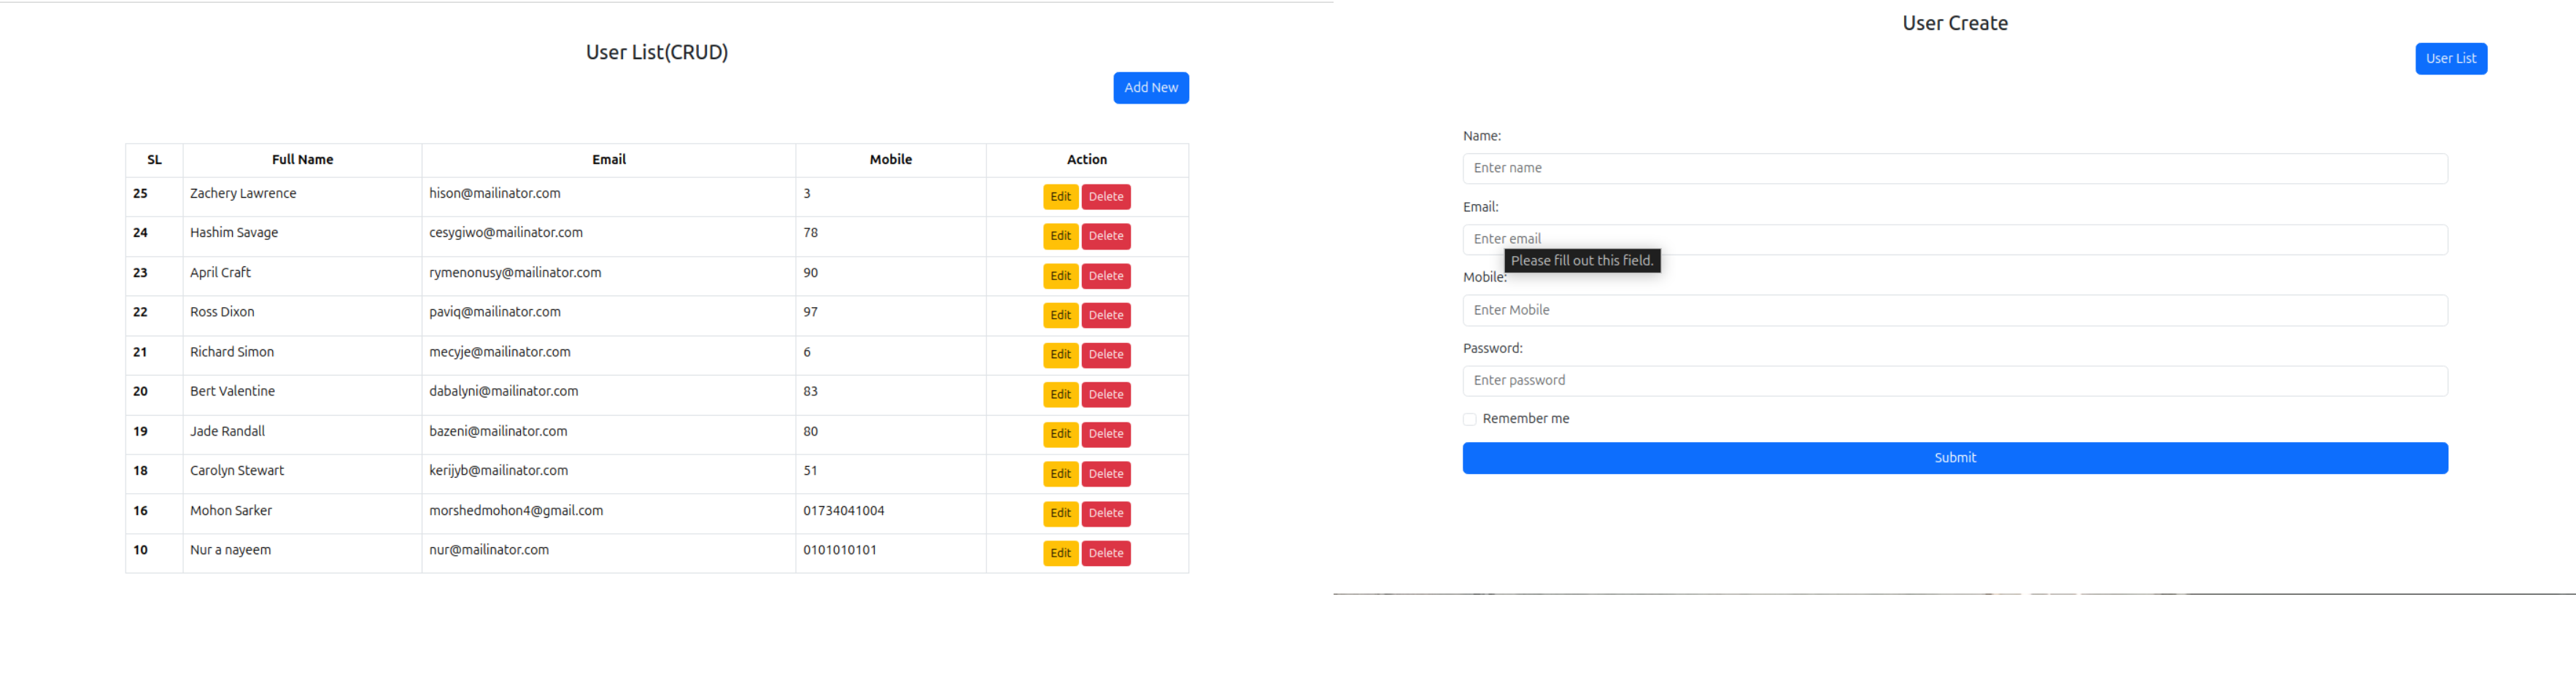 User List(CRUD)
Add New
SL Full Name Email Mobile Action
25 Zachery Lawrence hison@mailinator.com 3 Edit Delete
24 Hashim Savage cesygiwo@mailinator.com 78 Edit Delete
23 April Craft rymenonusy@mailinator.com 90 Edit Delete
22 Ross Dixon paviq@mailinator.com 97 Edit Delete
21 Richard Simon mecyje@mailinator.com 6 Edit Delete
20 Bert Valentine dabalyni@mailinator.com 83 Edit Delete
19 Jade Randall bazeni@mailinator.com 80 Edit Delete
18 Carolyn Stewart kerijyb@mailinator.com 51 Edit Delete
16 Mohon Sarker morshedmohon4@gmail.com 01734041004 Edit Delete
10 Nur a nayeem nur@mailinator.com 0101010101 Edit Delete
User Create
User List
Name:
Enter name
Email:
Enter email
Please fill out this field.
Mobile:
Enter Mobile
Password:
Enter password
Remember me
Submit